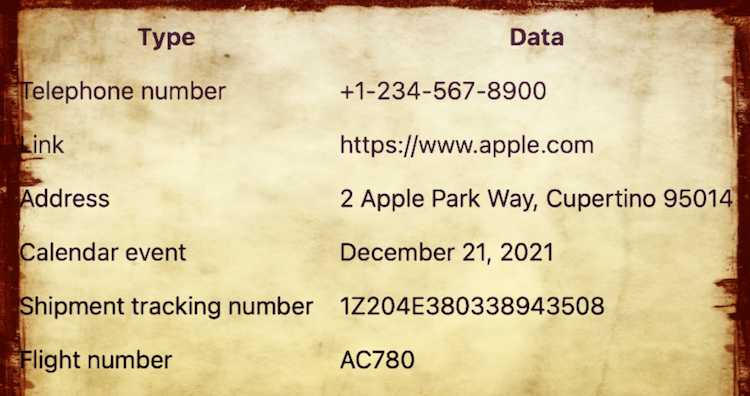 Type Data
Telephone number +1-234-567-8900
Link https://www.apple.com
Address 2 Apple Park Way, Cupertino 95014
Calendar event December 21, 2021
Shipment tracking number 1Z204E380338943508
Flight number AC780